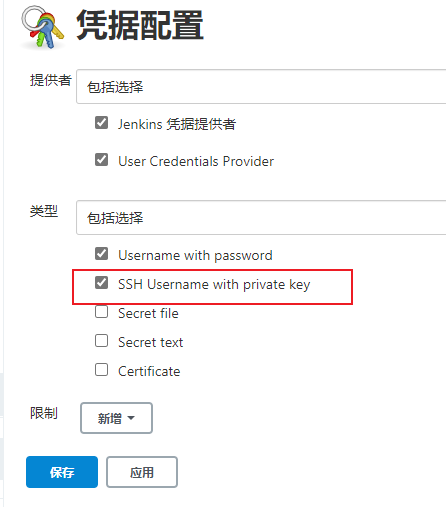 凭据配置
提供者
包括选择
Jenkins 凭据提供者
User Credentials Provider
类型
包括选择
Username with password
SSH Username with private key
Secret file
Secret text
Certificate
限制
新增
保存
应用